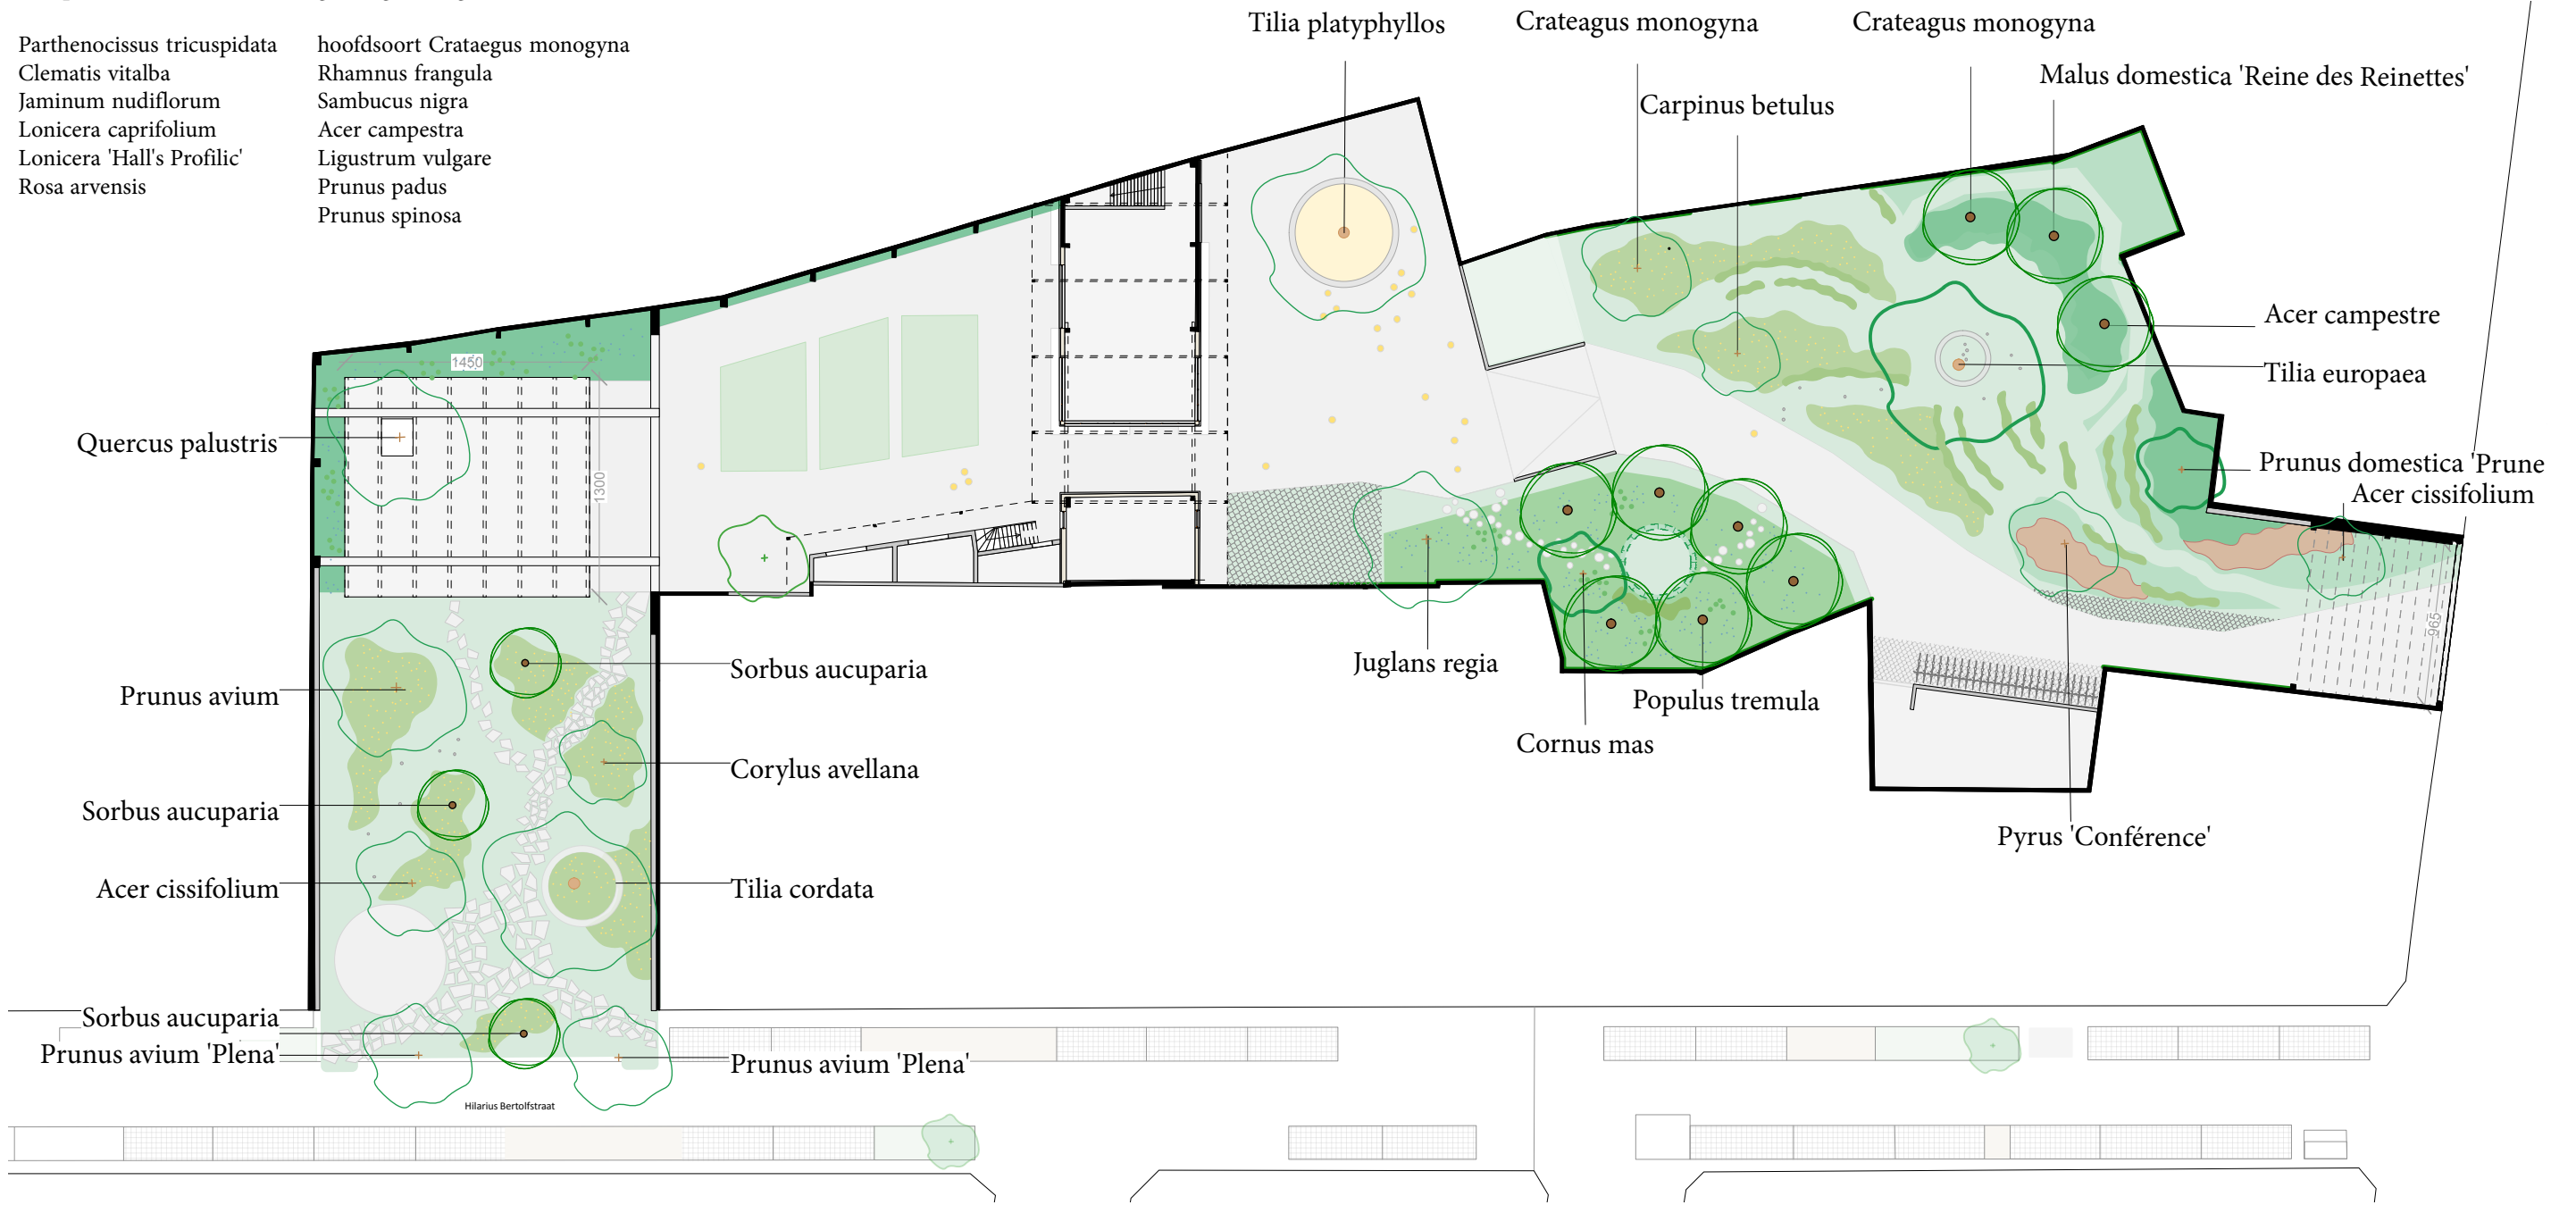 Parthenocissus tricuspidata
Clematis vitalba
Jaminum nudiflorum
Lonicera caprifolium
Lonicera 'Hall's Profilic'
Rosa arvensis
hoofdsoort Crataegus monogyna
Rhamnus frangula
Sambucus nigra
Acer campestra
Ligustrum vulgare
Prunus padus
Prunus spinosa
Tilia platyphyllos
Crateagus monogyna
Crateagus monogyna
Malus domestica 'Reine des Reinettes'
Carpinus betulus
Acer campestre
Tilia europaea
1450
Quercus palustris
1300
Prunus domestica 'Prune
Acer cissifolium
965
Sorbus aucuparia
Juglans regia
Prunus avium
Populus tremula
Cornus mas
Corylus avellana
Sorbus aucuparia
Pyrus 'Conférence'
Acer cissifolium
Tilia cordata
Sorbus aucuparia
Prunus avium 'Plena'
Prunus avium 'Plena'
Hilarius Bertolfstraat